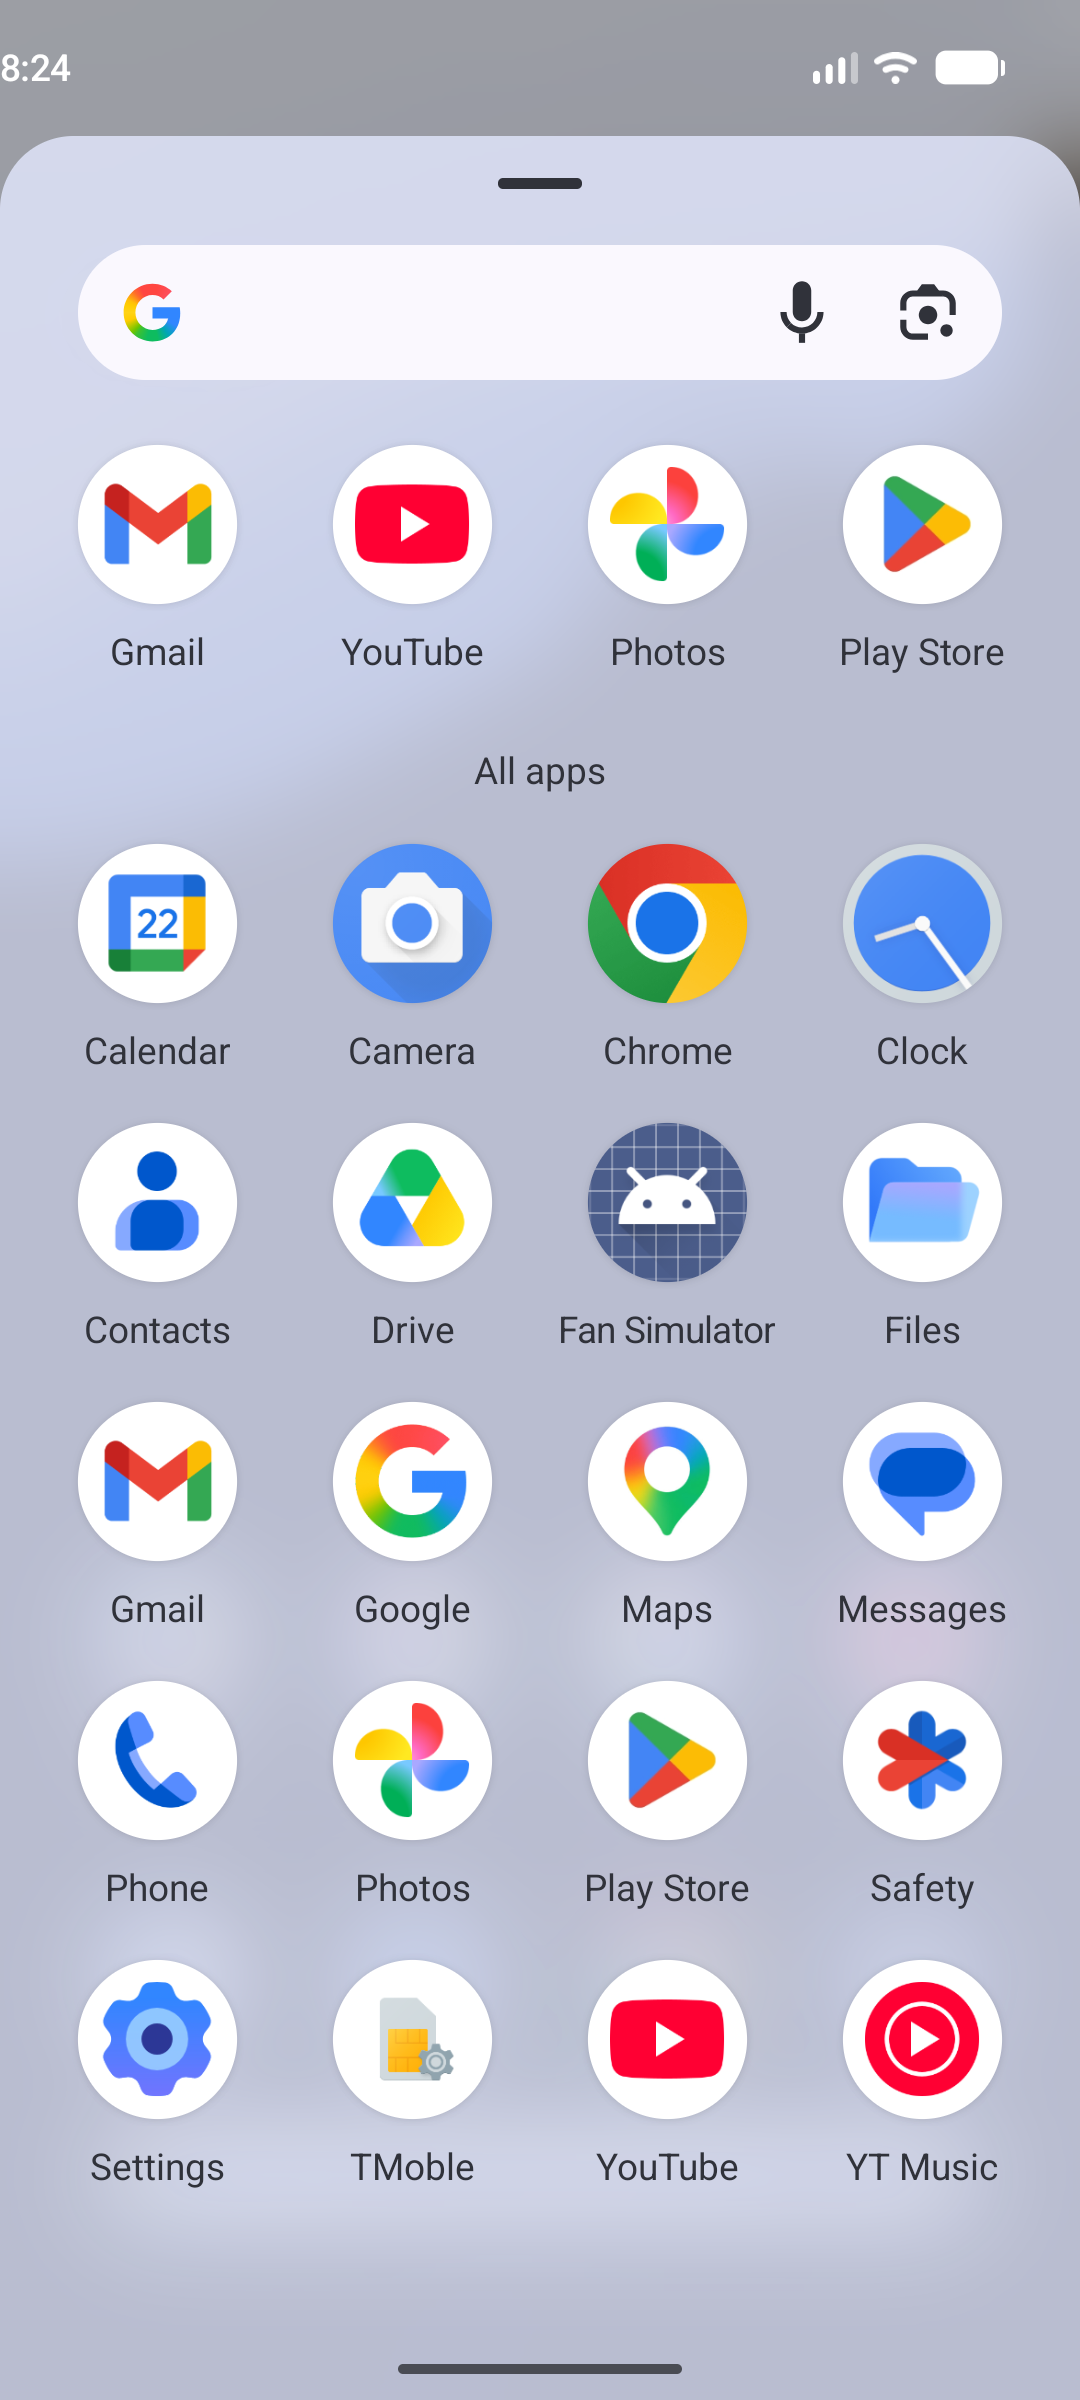 8:24
Gmail YouTube Photos Play Store
All apps
22
Calendar Camera Chrome Clock
Contacts Drive Fan Simulator Files
Gmail Google Maps Messages
Phone Photos Play Store Safety
Settings TMoble YouTube YT Music